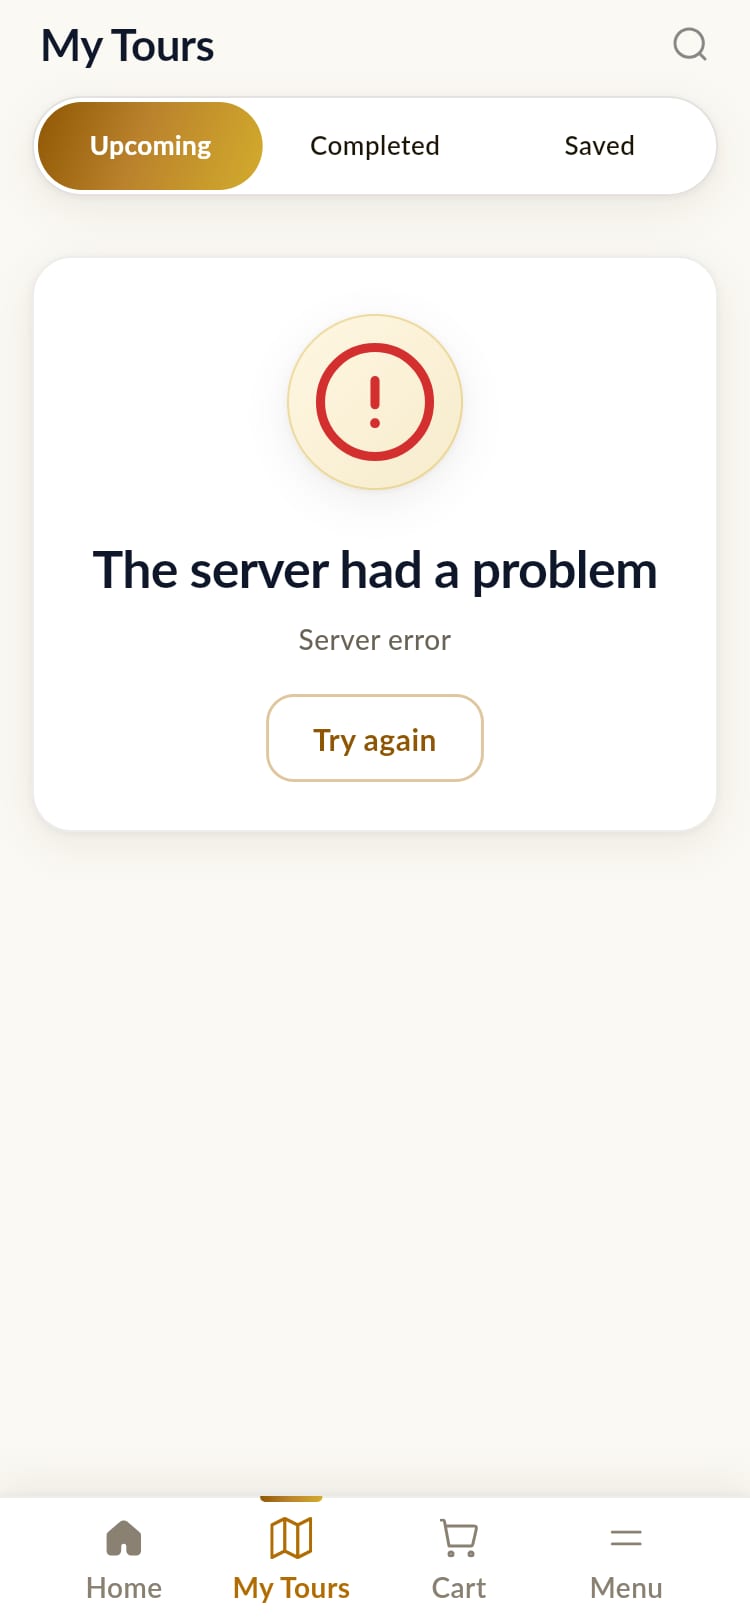 My Tours
Upcoming
Completed
Saved
The server had a problem
Server error
Try again
Home
My Tours
Cart
Menu